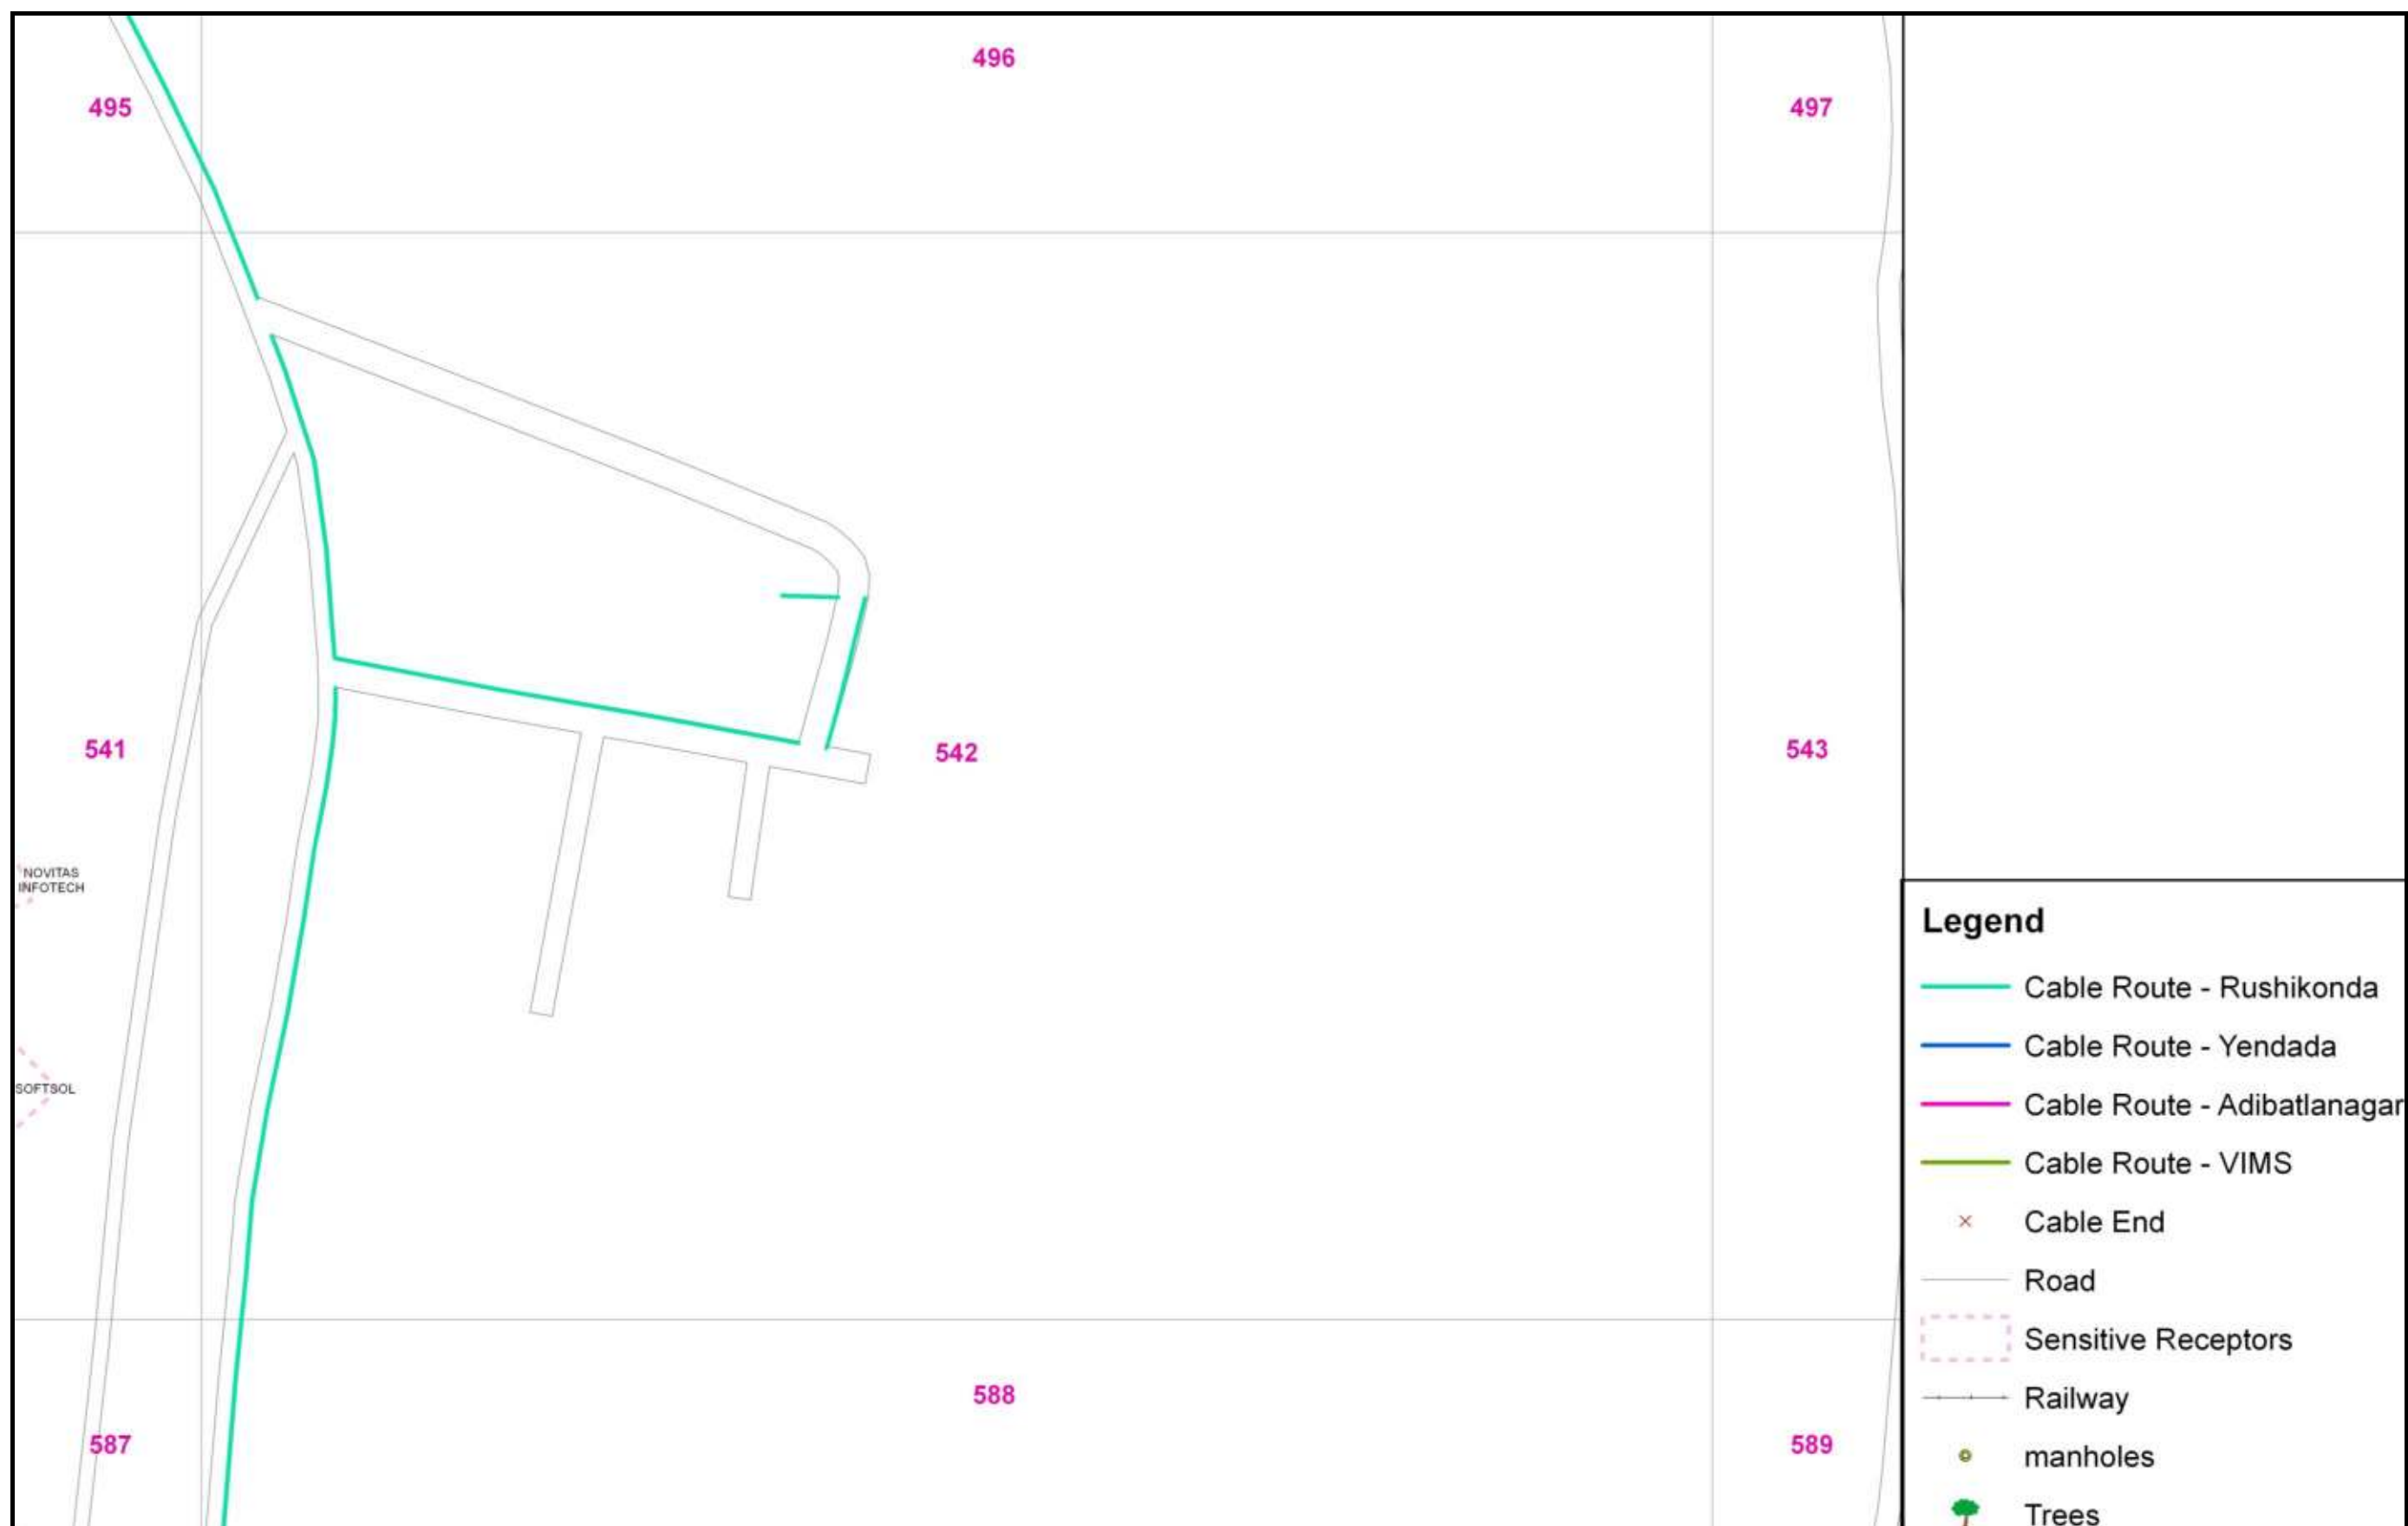 496
495
497
541
542
543
NOVITAS
INFOTECH
SOFTSOL
588
587
589
Legend
Cable Route - Rushikonda
Cable Route - Yendada
Cable Route - Adibatlanagar
Cable Route - VIMS
Cable End
Road
Sensitive Receptors
Railway
manholes
Trees